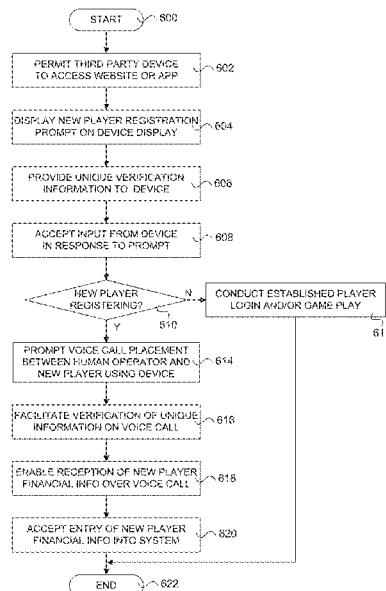 START
600
PERMIT THIRD PARTY DEVICE
TO ACCESS WEBSITE OR APP
602
DISPLAY NEW PLAYER REGISTRATION
PROMPT ON DEVICE DISPLAY
604
PROVIDE UNIQUE VERIFICATION
INFORMATION TO DEVICE
606
ACCEPT INPUT FROM DEVICE
IN RESPONSE TO PROMPT
608
NEW PLAYER
REGISTERING?
N
610
Y
CONDUCT ESTABLISHED PLAYER
LOGIN AND/OR GAME PLAY
61
PROMPT VOICE CALL PLACEMENT
BETWEEN HUMAN OPERATOR AND
NEW PLAYER USING DEVICE
614
FACILITATE VERIFICATION OF UNIQUE
INFORMATION ON VOICE CALL
616
ENABLE RECEPTION OF NEW PLAYER
FINANCIAL INFO OVER VOICE CALL
618
ACCEPT ENTRY OF NEW PLAYER
FINANCIAL INFO INTO SYSTEM
620
END
622